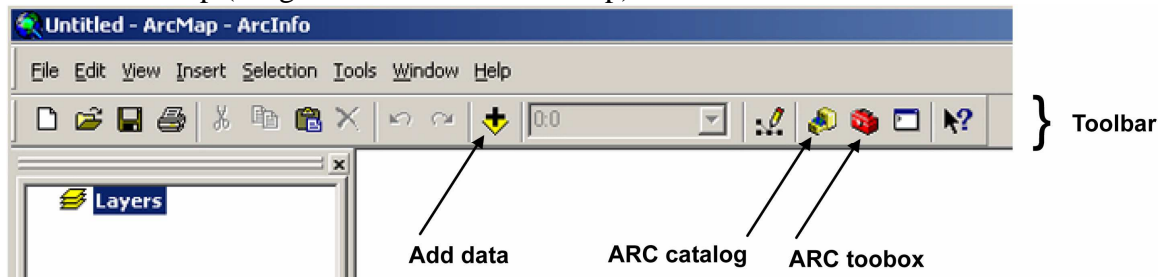 Untitled - ArcMap - ArcInfo
File Edit View Insert Selection Tools Window Help
0:0
Toolbar
Layers
Add data
ARC catalog
ARC toobox